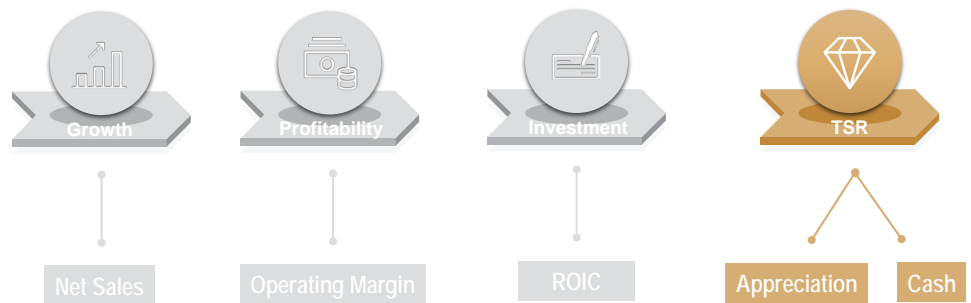 Growth
Profitability
Investment
TSR
Net Sales
Operating Margin
ROIC
Appreciation
Cash